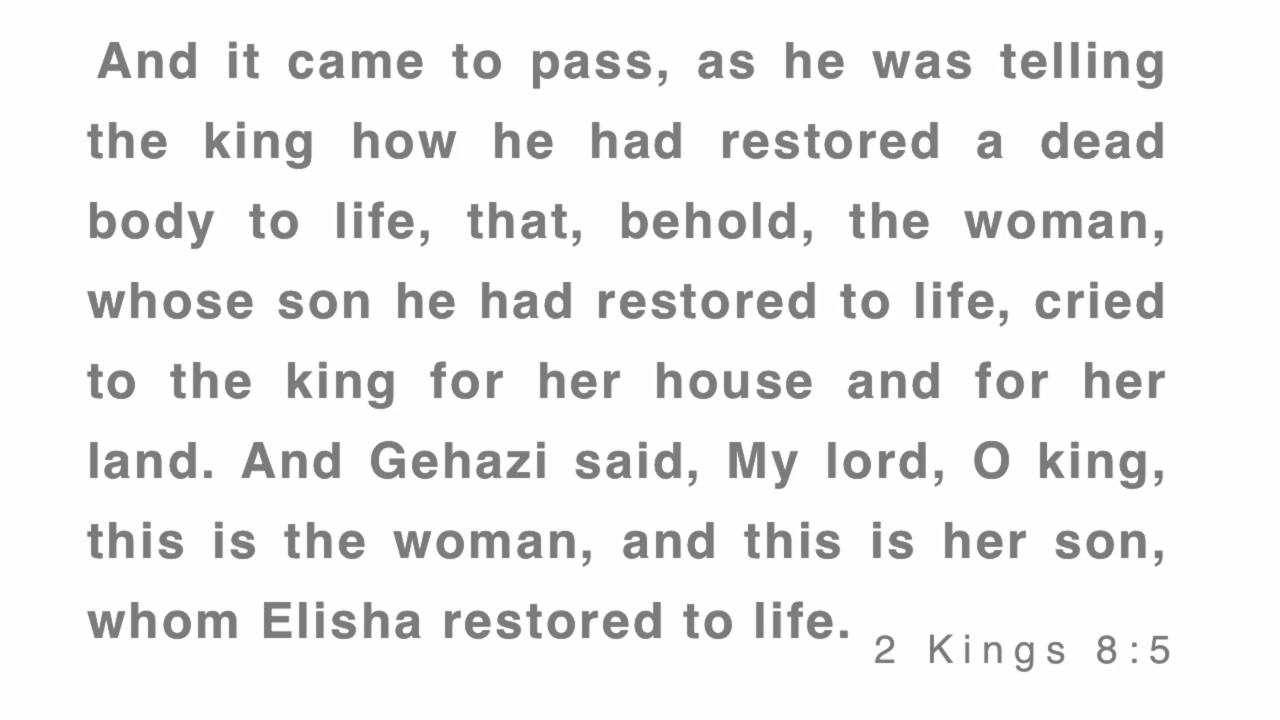 And it came to pass, as he was telling
the king how he had restored a dead
body to life, that, behold, the woman,
whose son he had restored to life, cried
to the king for her house and for her
land. And Gehazi said, My lord, O king,
this is the woman, and this is her son,
whom Elisha restored to life.
2 Kings 8:5